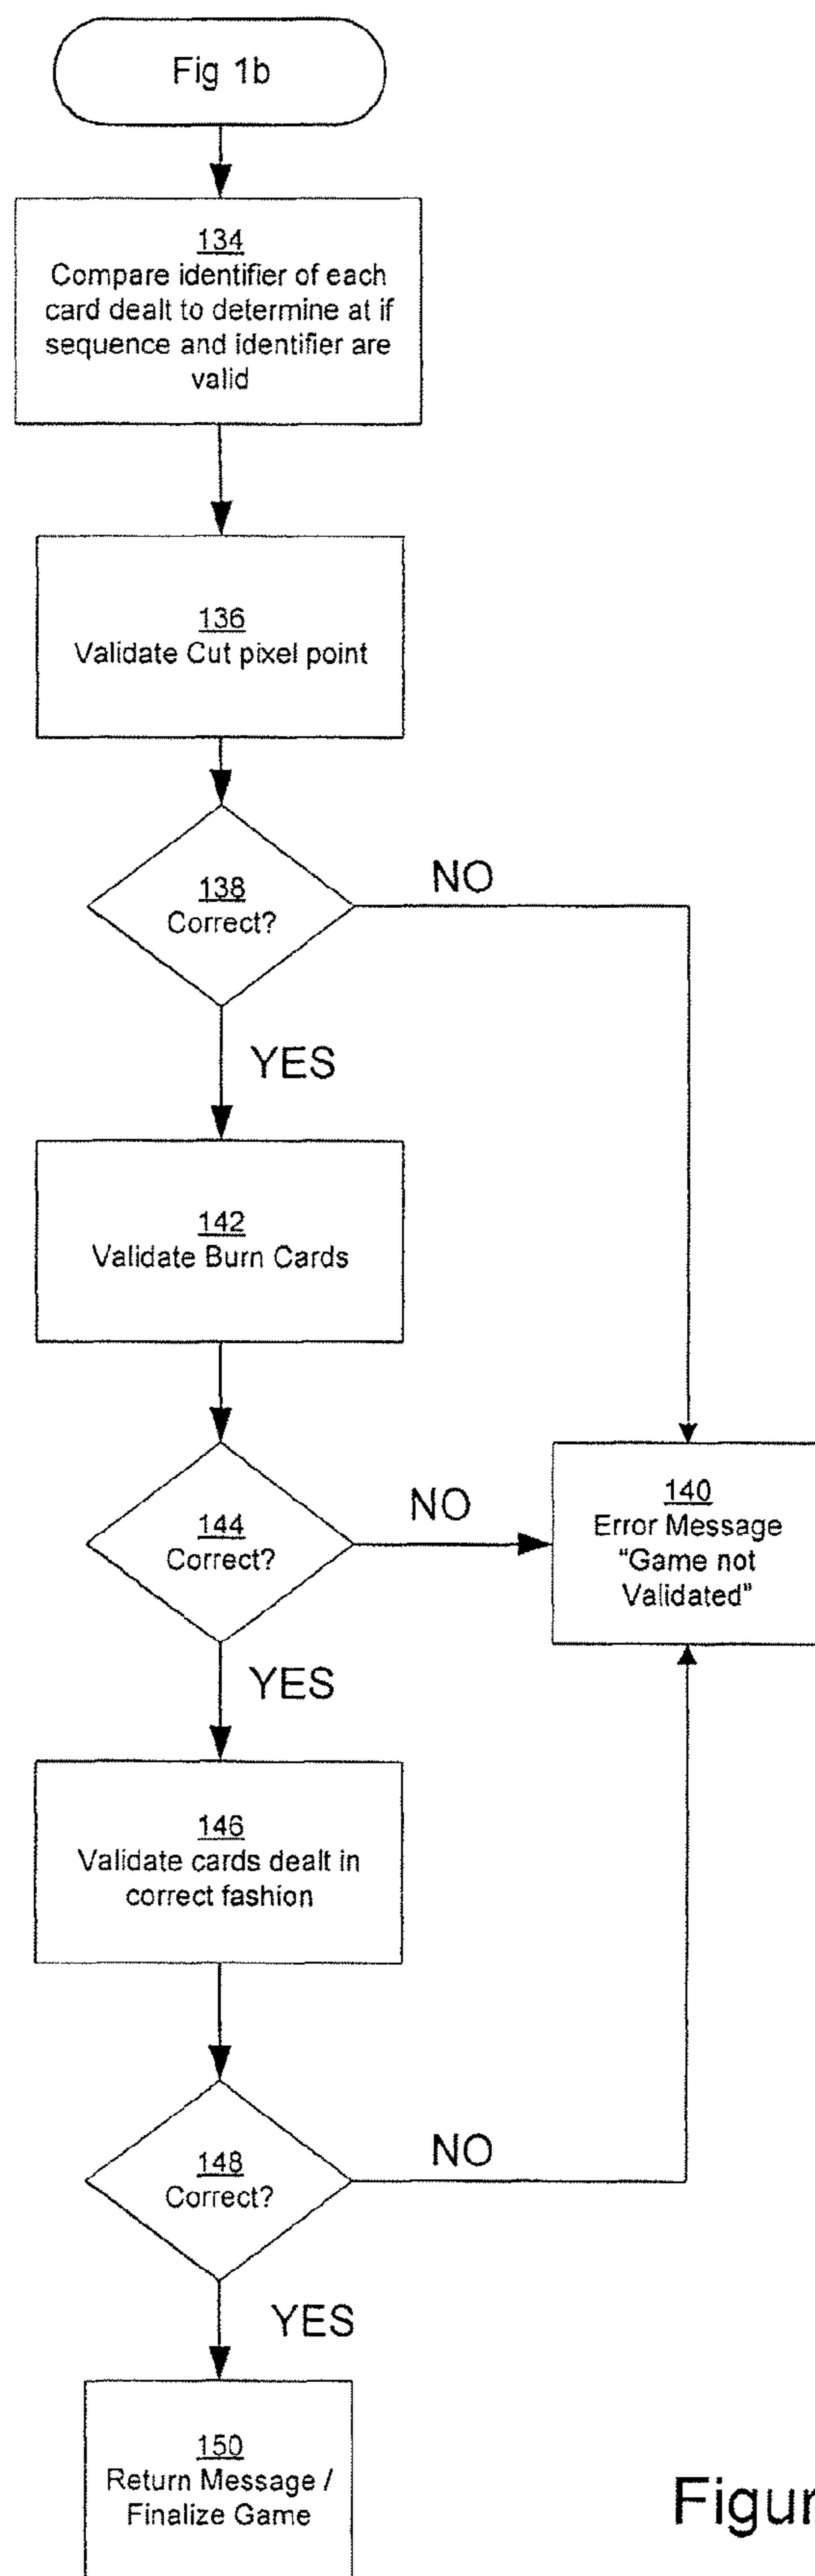 Fig 1b
134
Compare identifier of each
card dealt to determine at if
sequence and identifier are
valid
136
Validate Cut pixel point
138
Correct?
NO
YES
142
Validate Burn Cards
144
Correct?
NO
140
Error Message
“Game not
Validated”
YES
146
Validate cards dealt in
correct fashion
148
Correct?
NO
YES
150
Return Message /
Finalize Game